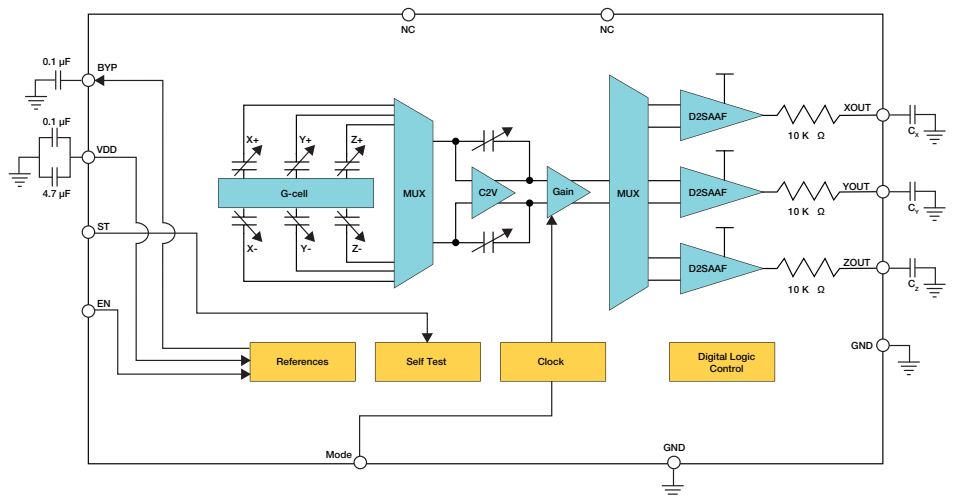 NC
NC
0.1 µF
BYP
0.1 µF
VDD
4.7 µF
ST
EN
X+
Y+
Z+
G-cell
X-
Y-
Z-
MUX
C2V
Gain
MUX
D2SAAF
10 K Ω
XOUT
CX
D2SAAF
10 K Ω
YOUT
CY
D2SAAF
10 K Ω
ZOUT
CZ
GND
References
Self Test
Clock
Digital Logic
Control
Mode
GND